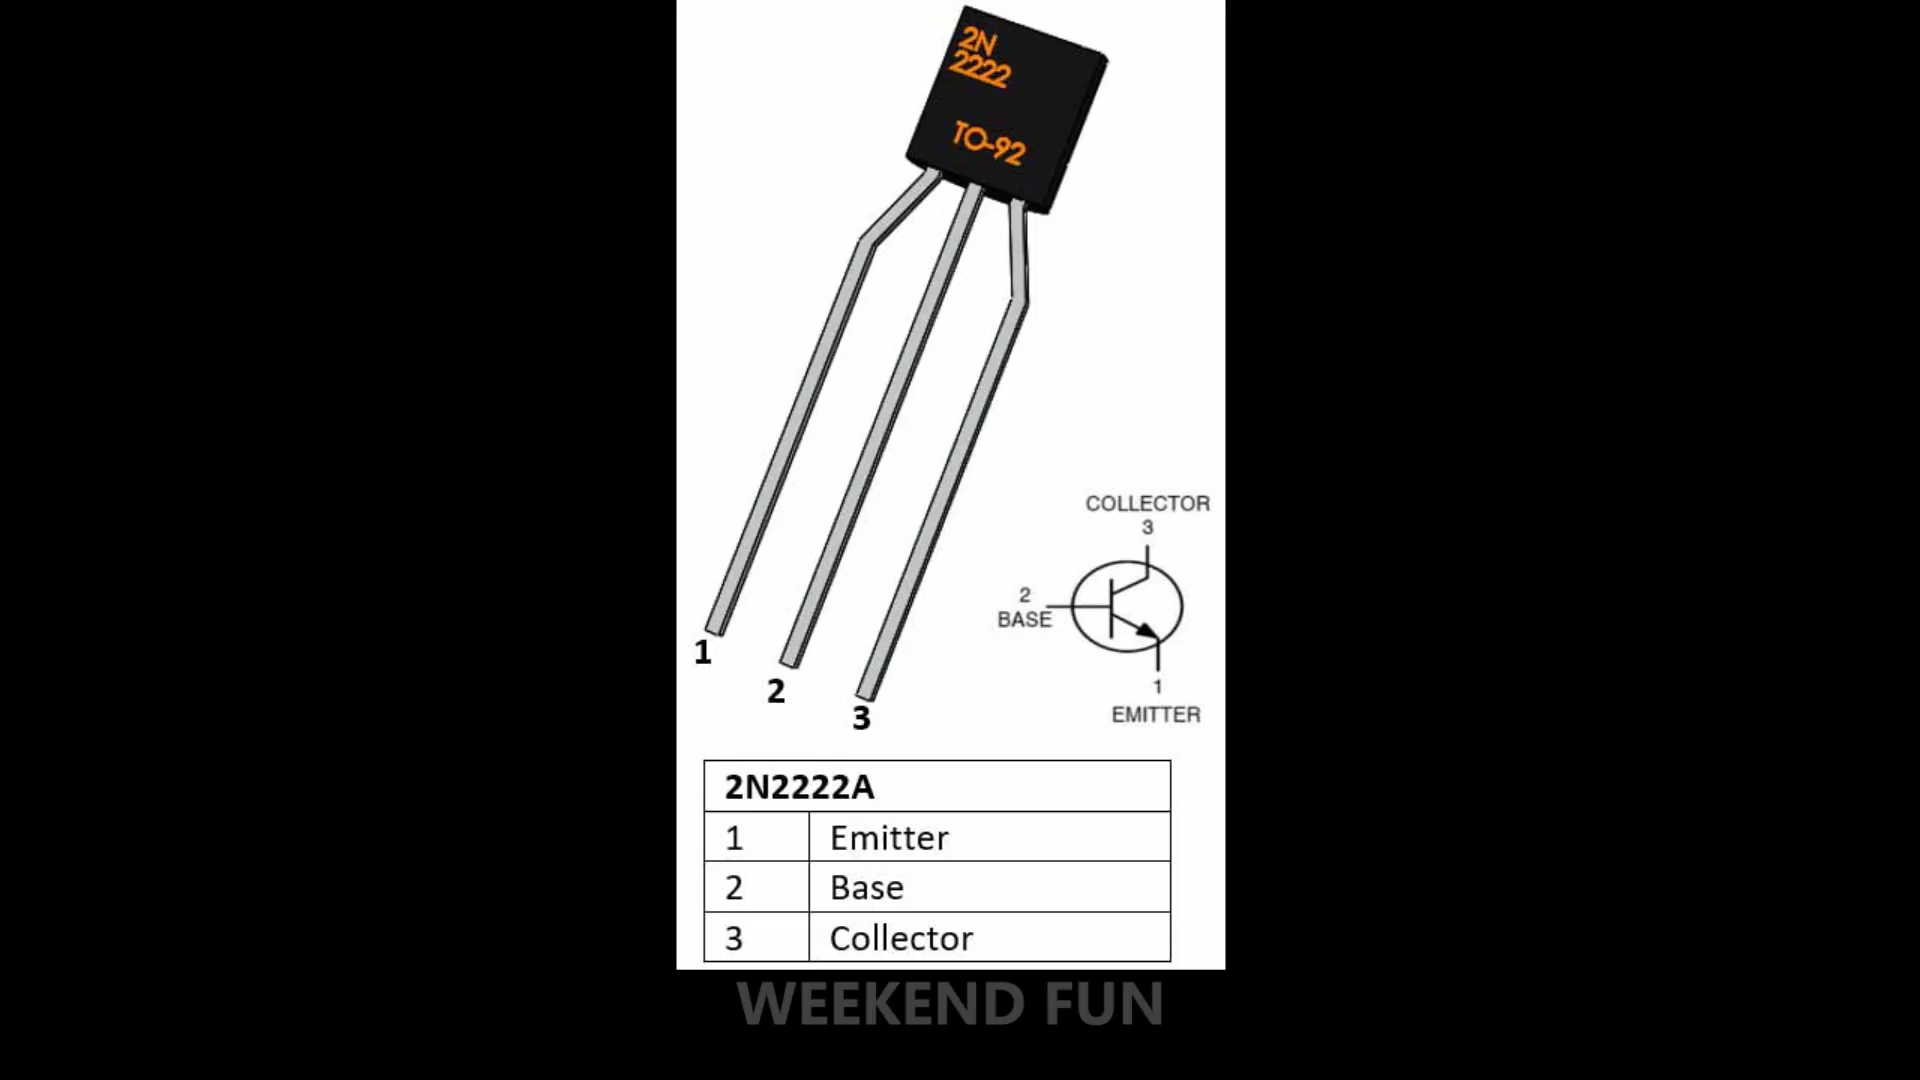 2N
2222
TO-92
COLLECTOR
3
2
BASE
1
EMITTER
1
2
3
2N2222A
1 Emitter
2 Base
3 Collector
WEEKEND FUN